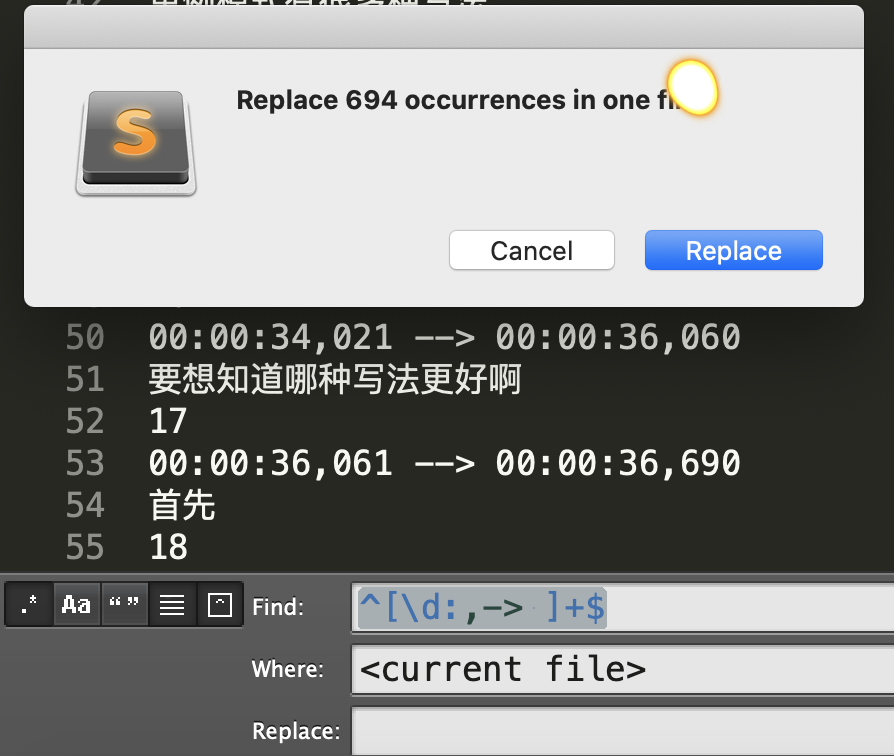 Replace 694 occurrences in one
Cancel
Replace
50 00:00:34,021 --> 00:00:36,060
51 要想知道哪种写法更好啊
52 17
53 00:00:36,061 --> 00:00:36,690
54 首先
55 18
.* Aa “ ” Find: ^[\d:,-> ]+$
Where: <current file>
Replace: